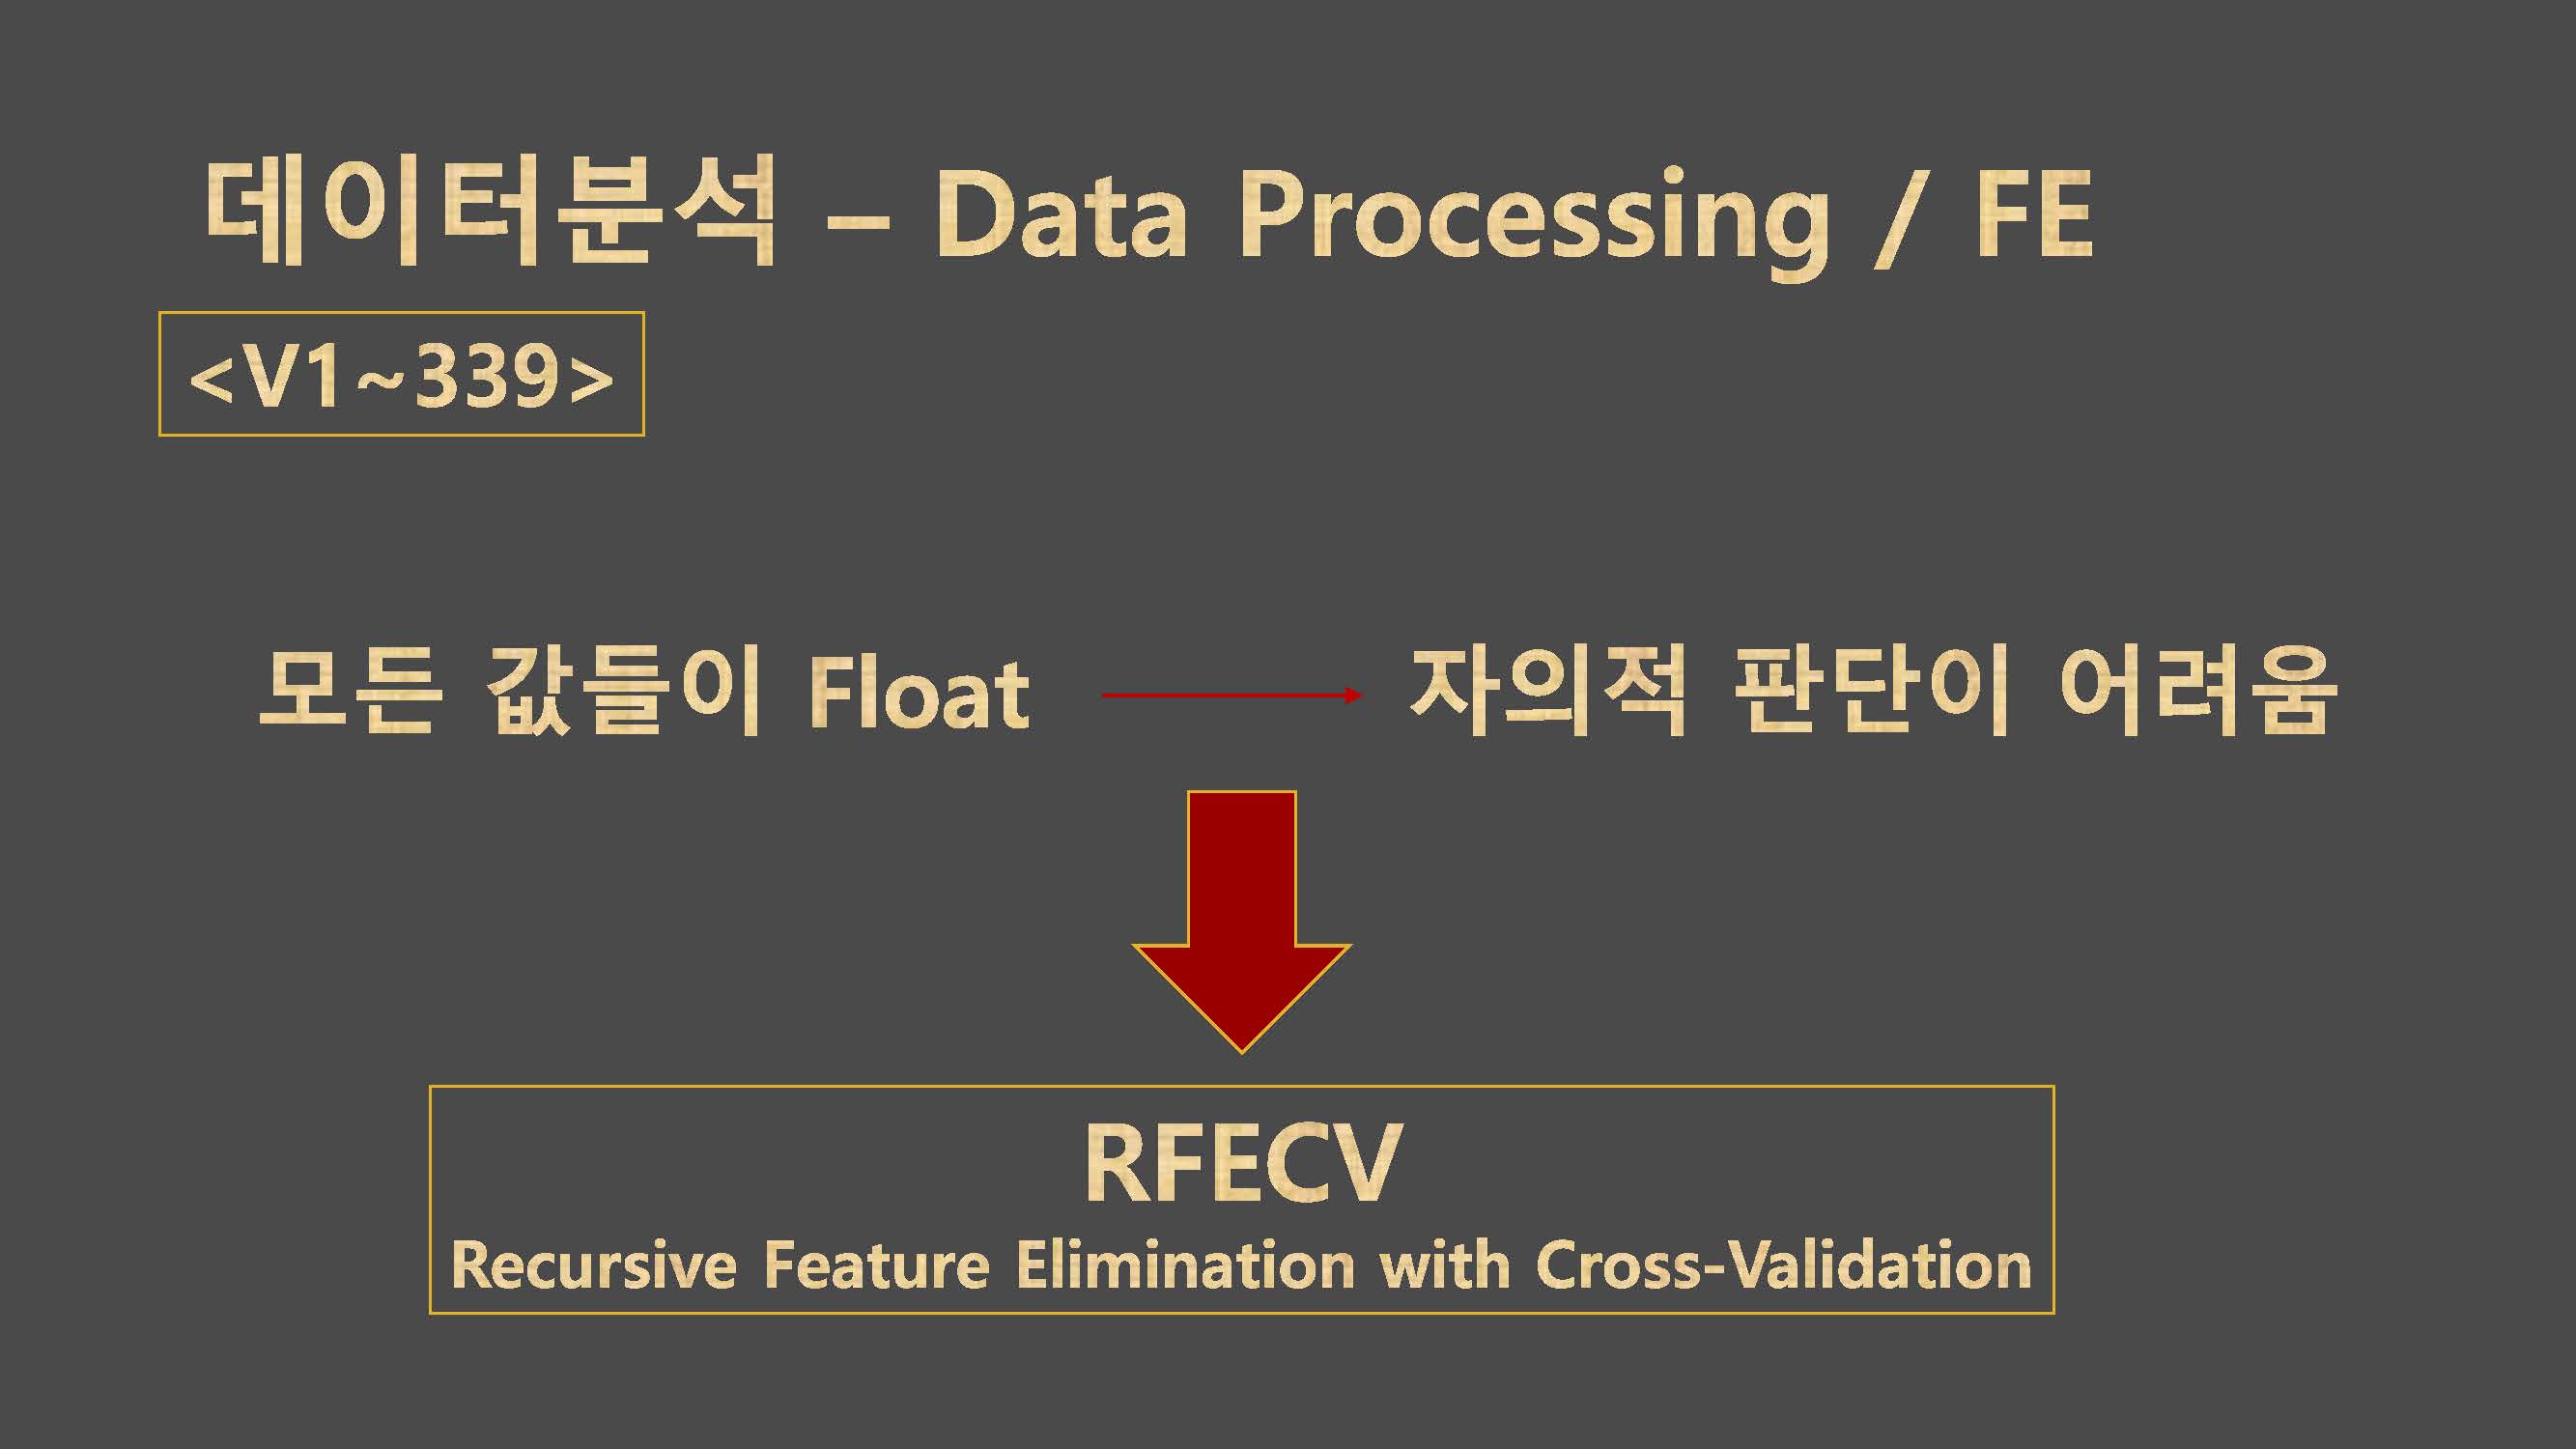 데이터분석 – Data Processing / FE
<V1~339>
모든 값들이 Float
자의적 판단이 어려움
RFECV
Recursive Feature Elimination with Cross-Validation